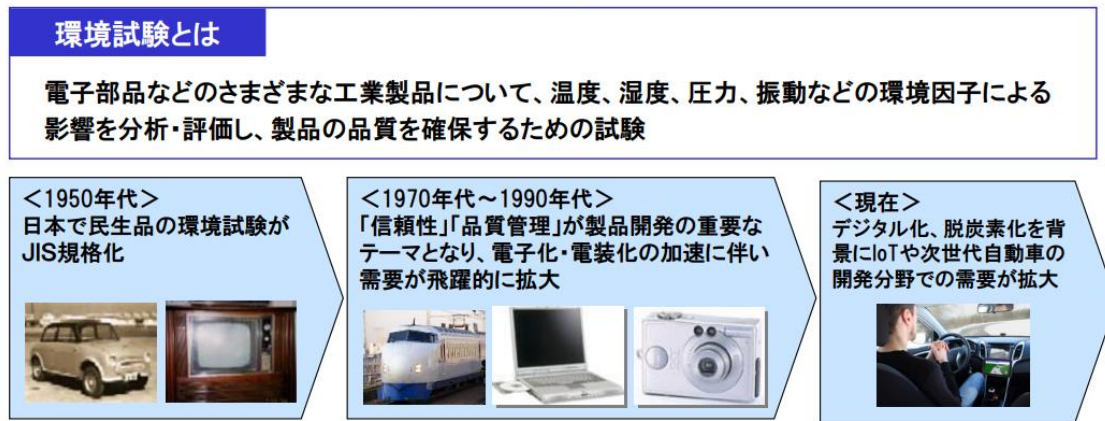 環境試験とは
電子部品などのさまざまな工業製品について、温度、湿度、圧力、振動などの環境因子による
影響を分析・評価し、製品の品質を確保するための試験
＜1950年代＞
日本で民生品の環境試験が
JIS規格化
＜1970年代～1990年代＞
「信頼性」「品質管理」が製品開発の重要な
テーマとなり、電子化・電装化の加速に伴い
需要が飛躍的に拡大
＜現在＞
デジタル化、脱炭素化を背
景にIoTや次世代自動車の
開発分野での需要が拡大